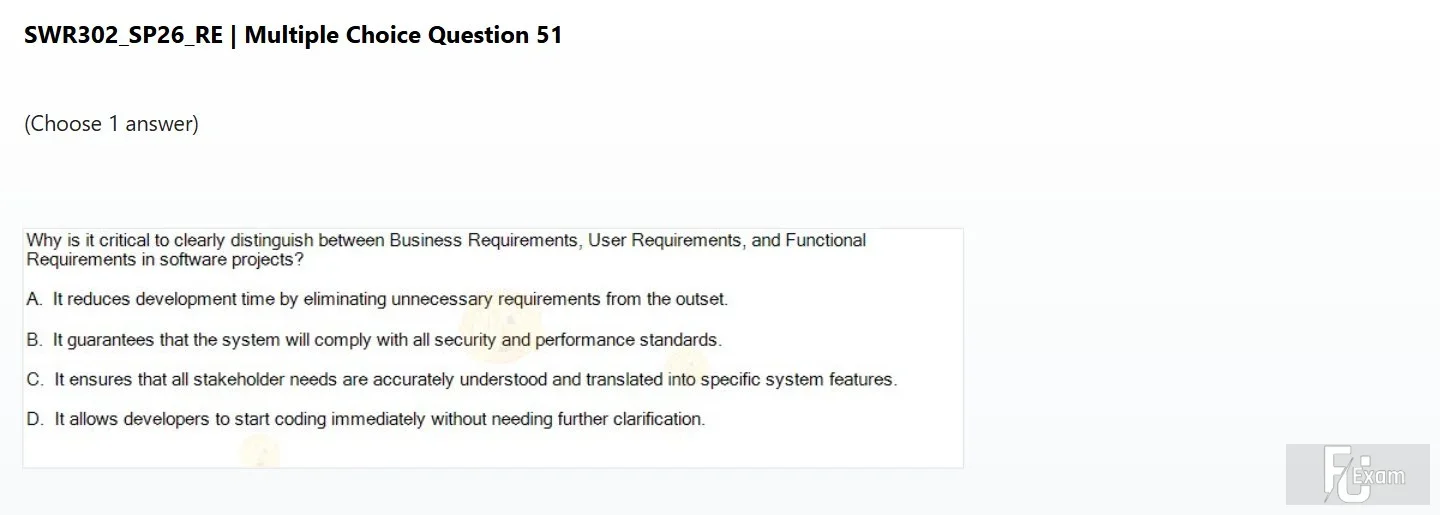 SWR302_SP26_RE | Multiple Choice Question 51
(Choose 1 answer)
Why is it critical to clearly distinguish between Business Requirements, User Requirements, and Functional
Requirements in software projects?
A. It reduces development time by eliminating unnecessary requirements from the outset.
B. It guarantees that the system will comply with all security and performance standards.
C. It ensures that all stakeholder needs are accurately understood and translated into specific system features.
D. It allows developers to start coding immediately without needing further clarification.
Exam